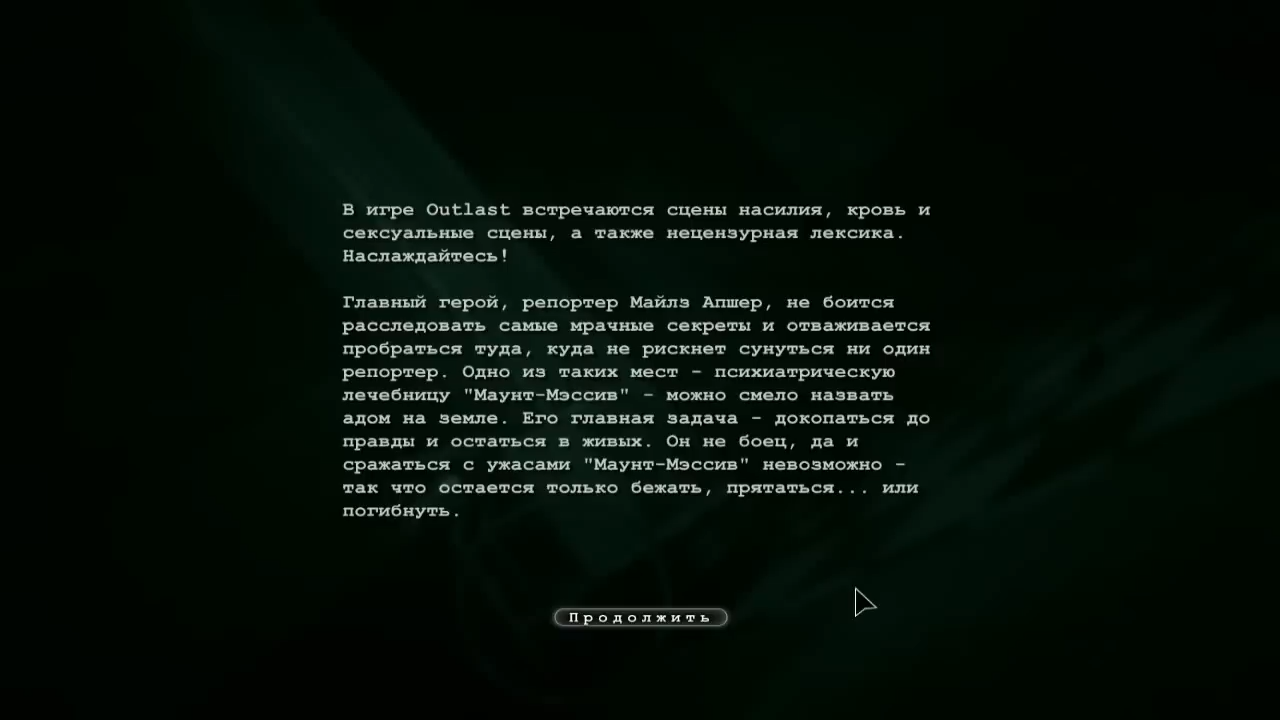 В игре Outlast встречаются сцены насилия, кровь и
сексуальные сцены, а также нецензурная лексика.
Наслаждайтесь!
Главный герой, репортер Майлз Апшер, не боится
расследовать самые мрачные секреты и отваживается
пробраться туда, куда не рискнет сунуться ни один
репортер. Одно из таких мест - психиатрическую
лечебницу "Маунт-Мэссив" - можно смело назвать
адом на земле. Его главная задача - докопаться до
правды и остаться в живых. Он не боец, да и
сражаться с ужасами "Маунт-Мэссив" невозможно -
так что остается только бежать, прятаться... или
погибнуть.
Продолжить